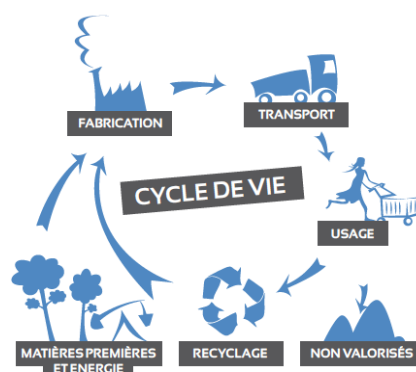 FABRICATION
TRANSPORT
CYCLE DE VIE
USAGE
MATIÈRES PREMIÈRES
ET ENERGIE
RECYCLAGE
NON VALORISÉS